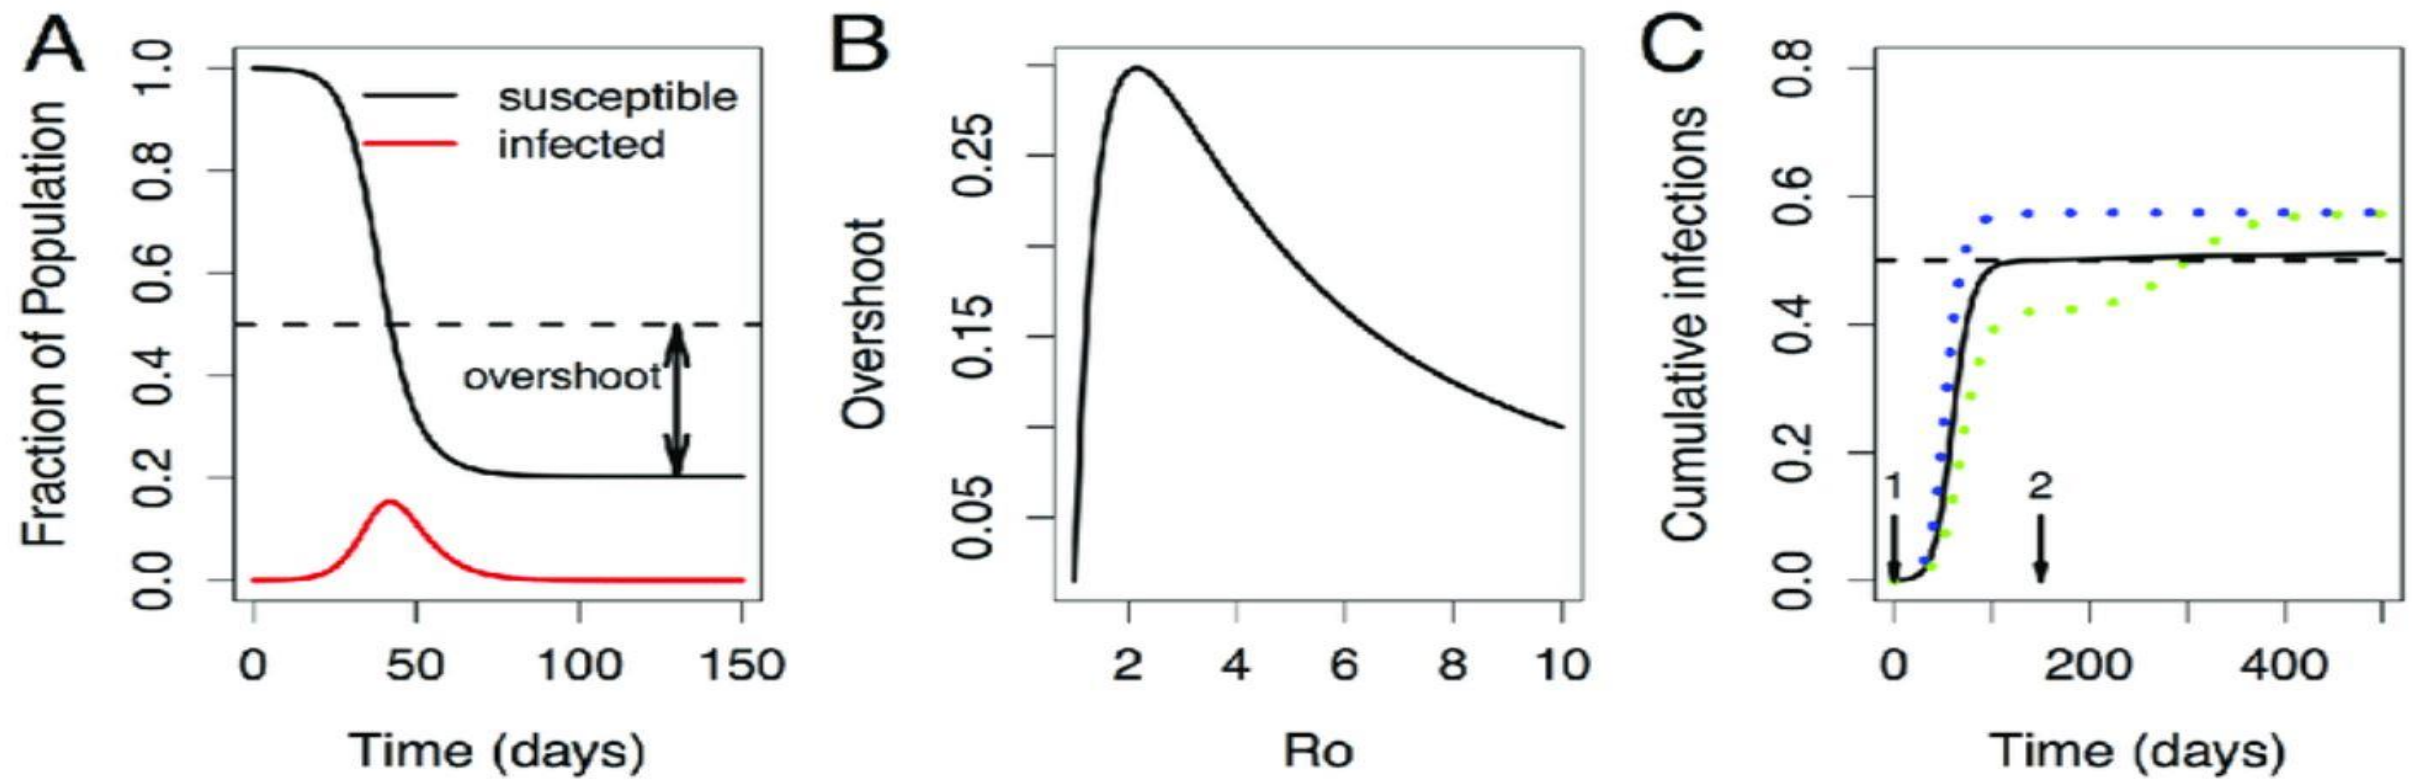 A
Fraction of Population
1.0
0.8
0.6
0.4
0.2
0.0
susceptible
infected
overshoot
0 50 100 150
Time (days)
B
Overshoot
0.25
0.15
0.05
2 4 6 8 10
Ro
C
Cumulative infections
0.8
0.6
0.4
0.2
0.0
1 2
0 200 400
Time (days)